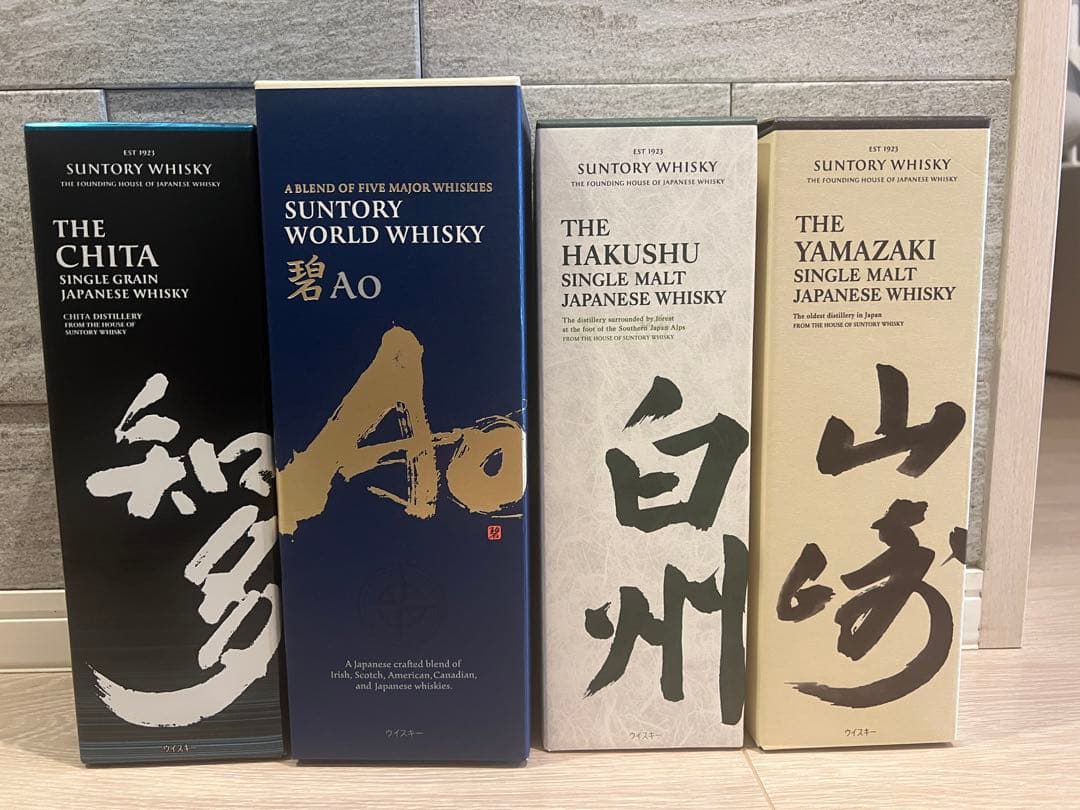 EST 1923
SUNTORY WHISKY
THE FOUNDING HOUSE OF JAPANESE WHISKY
THE
CHITA
SINGLE GRAIN
JAPANESE WHISKY
CHITA DISTILLERY
FROM THE HOUSE OF
SUNTORY WHISKY
知
多
ウイスキー
A BLEND OF FIVE MAJOR WHISKIES
SUNTORY
WORLD WHISKY
碧 AO
Ao
碧
A Japanese crafted blend of
Irish, Scotch, American, Canadian,
and Japanese whiskies.
ウイスキー
EST 1923
SUNTORY WHISKY
THE FOUNDING HOUSE OF JAPANESE WHISKY
THE
HAKUSHU
SINGLE MALT
JAPANESE WHISKY
The distillery surrounded by forest
at the foot of the Southern Japan Alps
FROM THE HOUSE OF SUNTORY WHISKY
白
州
ウイスキー
EST 1923
SUNTORY WHISKY
THE FOUNDING HOUSE OF JAPANESE WHISKY
THE
YAMAZAKI
SINGLE MALT
JAPANESE WHISKY
The oldest distillery in Japan
FROM THE HOUSE OF SUNTORY WHISKY
山
崎
ウイスキー